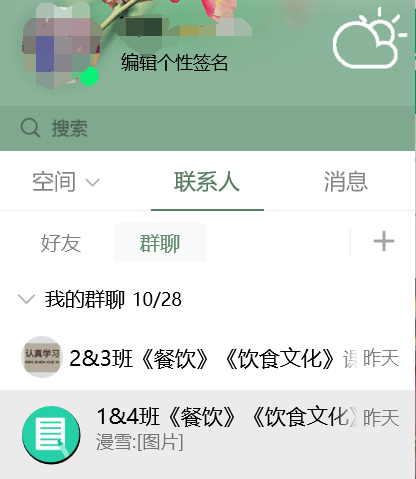 编辑个性签名
搜索
空间 联系人 消息
好友 群聊
我的群聊 10/28
认真学习
2&3班《餐饮》《饮食文化》课 昨天
1&4班《餐饮》《饮食文化》 昨天
漫雪:[图片]